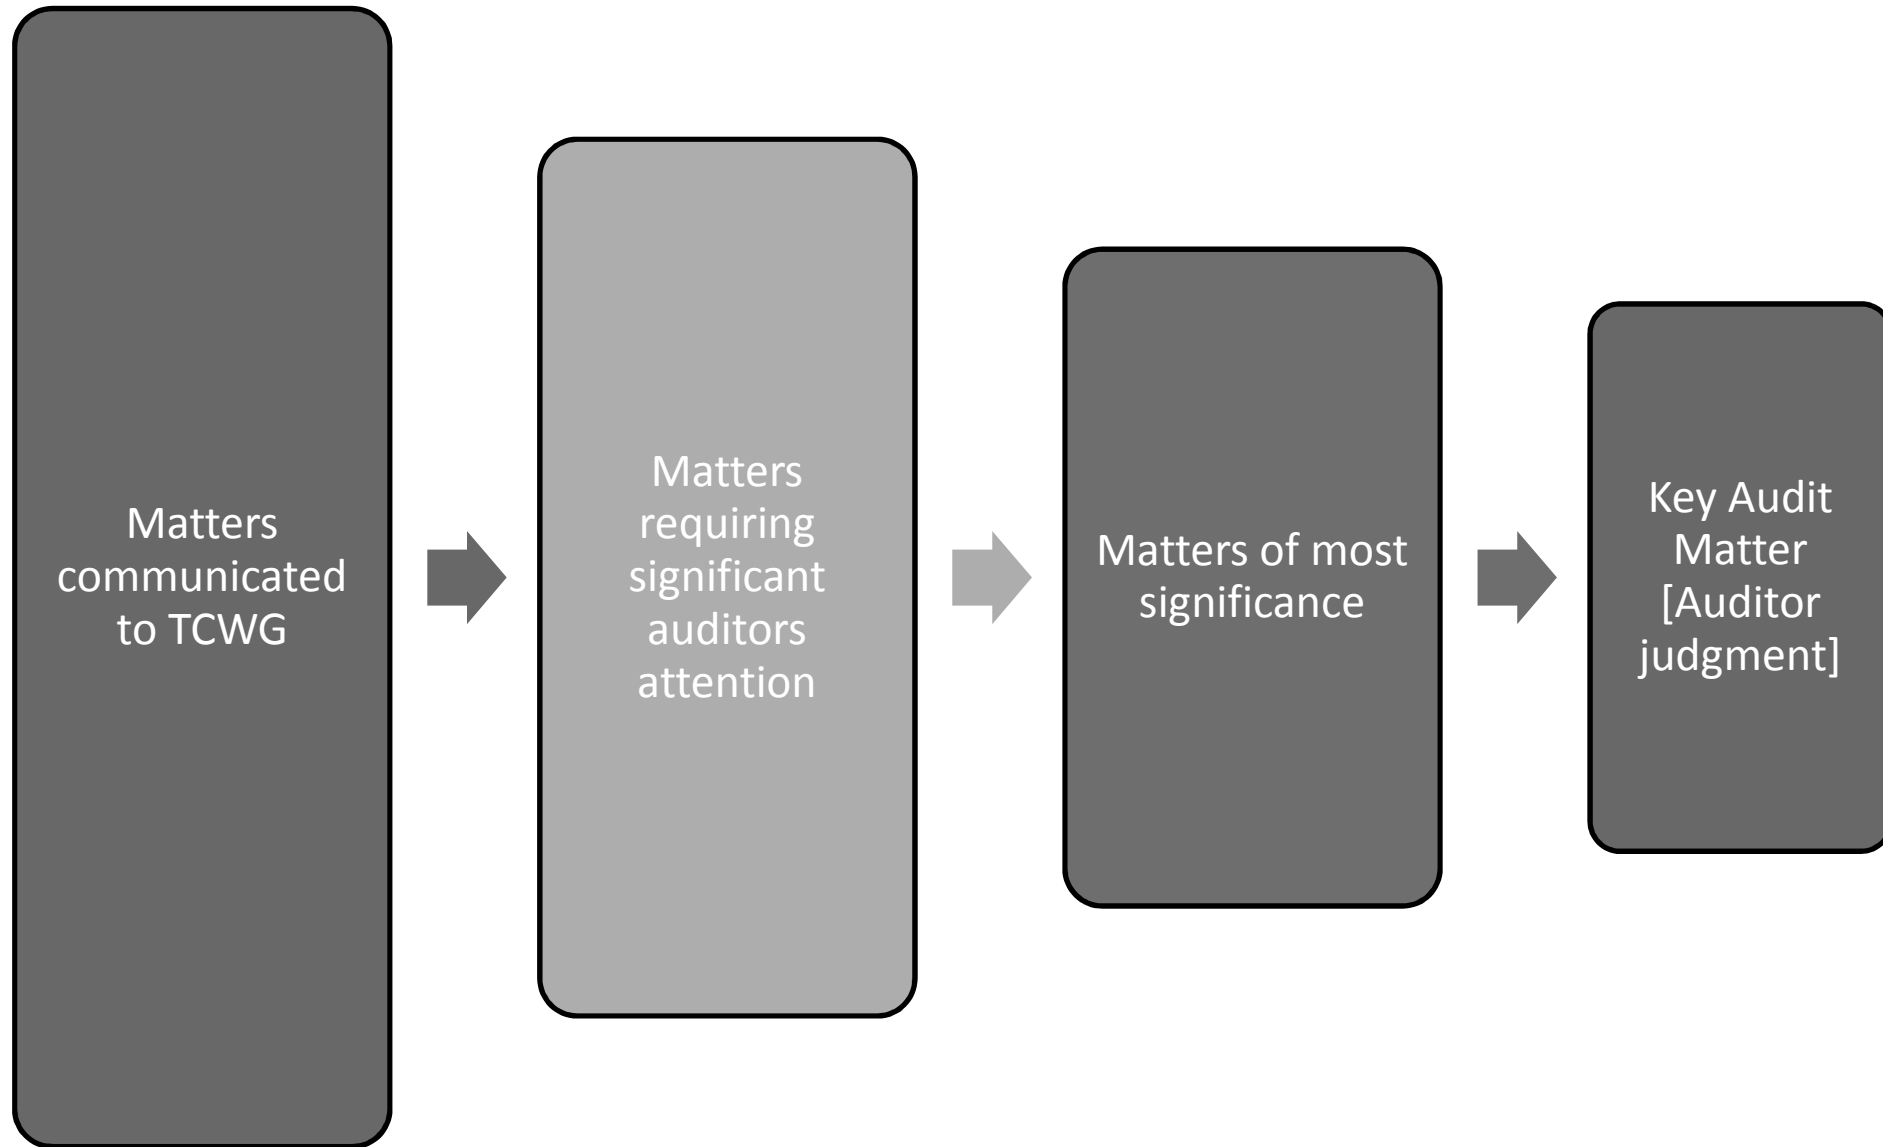 Matters
communicated
to TCWG
Matters
requiring
significant
auditors
attention
Matters of most
significance
Key Audit
Matter
[Auditor
judgment]